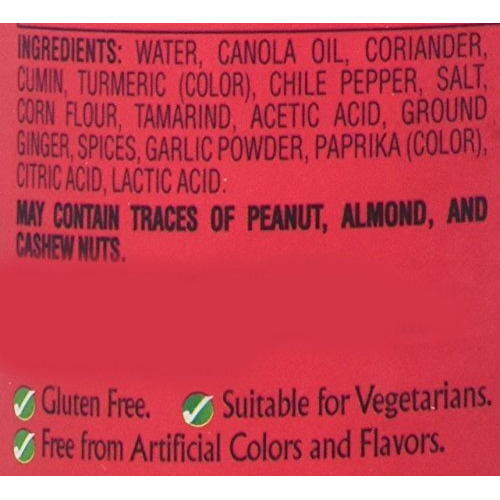 INGREDIENTS: WATER, CANOLA OIL, CORIANDER,
CUMIN, TURMERIC (COLOR), CHILE PEPPER, SALT,
CORN FLOUR, TAMARIND, ACETIC ACID, GROUND
GINGER, SPICES, GARLIC POWDER, PAPRIKA (COLOR),
CITRIC ACID, LACTIC ACID.
MAY CONTAIN TRACES OF PEANUT, ALMOND, AND
CASHEW NUTS.
Gluten Free. Suitable for Vegetarians.
Free from Artificial Colors and Flavors.